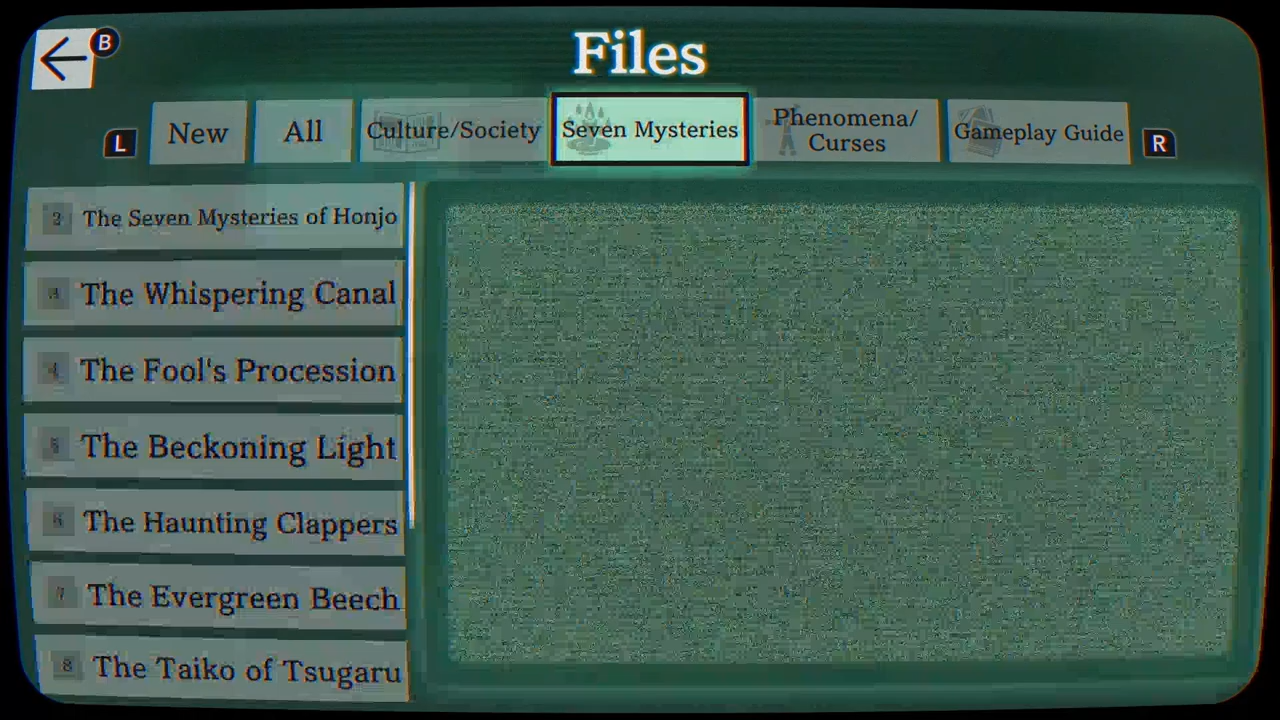 B
Files
L
New
All
Culture/Society
Seven Mysteries
Phenomena/
Curses
Gameplay Guide
R
The Seven Mysteries of Honjo
The Whispering Canal
The Fool's Procession
The Beckoning Light
The Haunting Clappers
The Evergreen Beech
8 The Taiko of Tsugaru